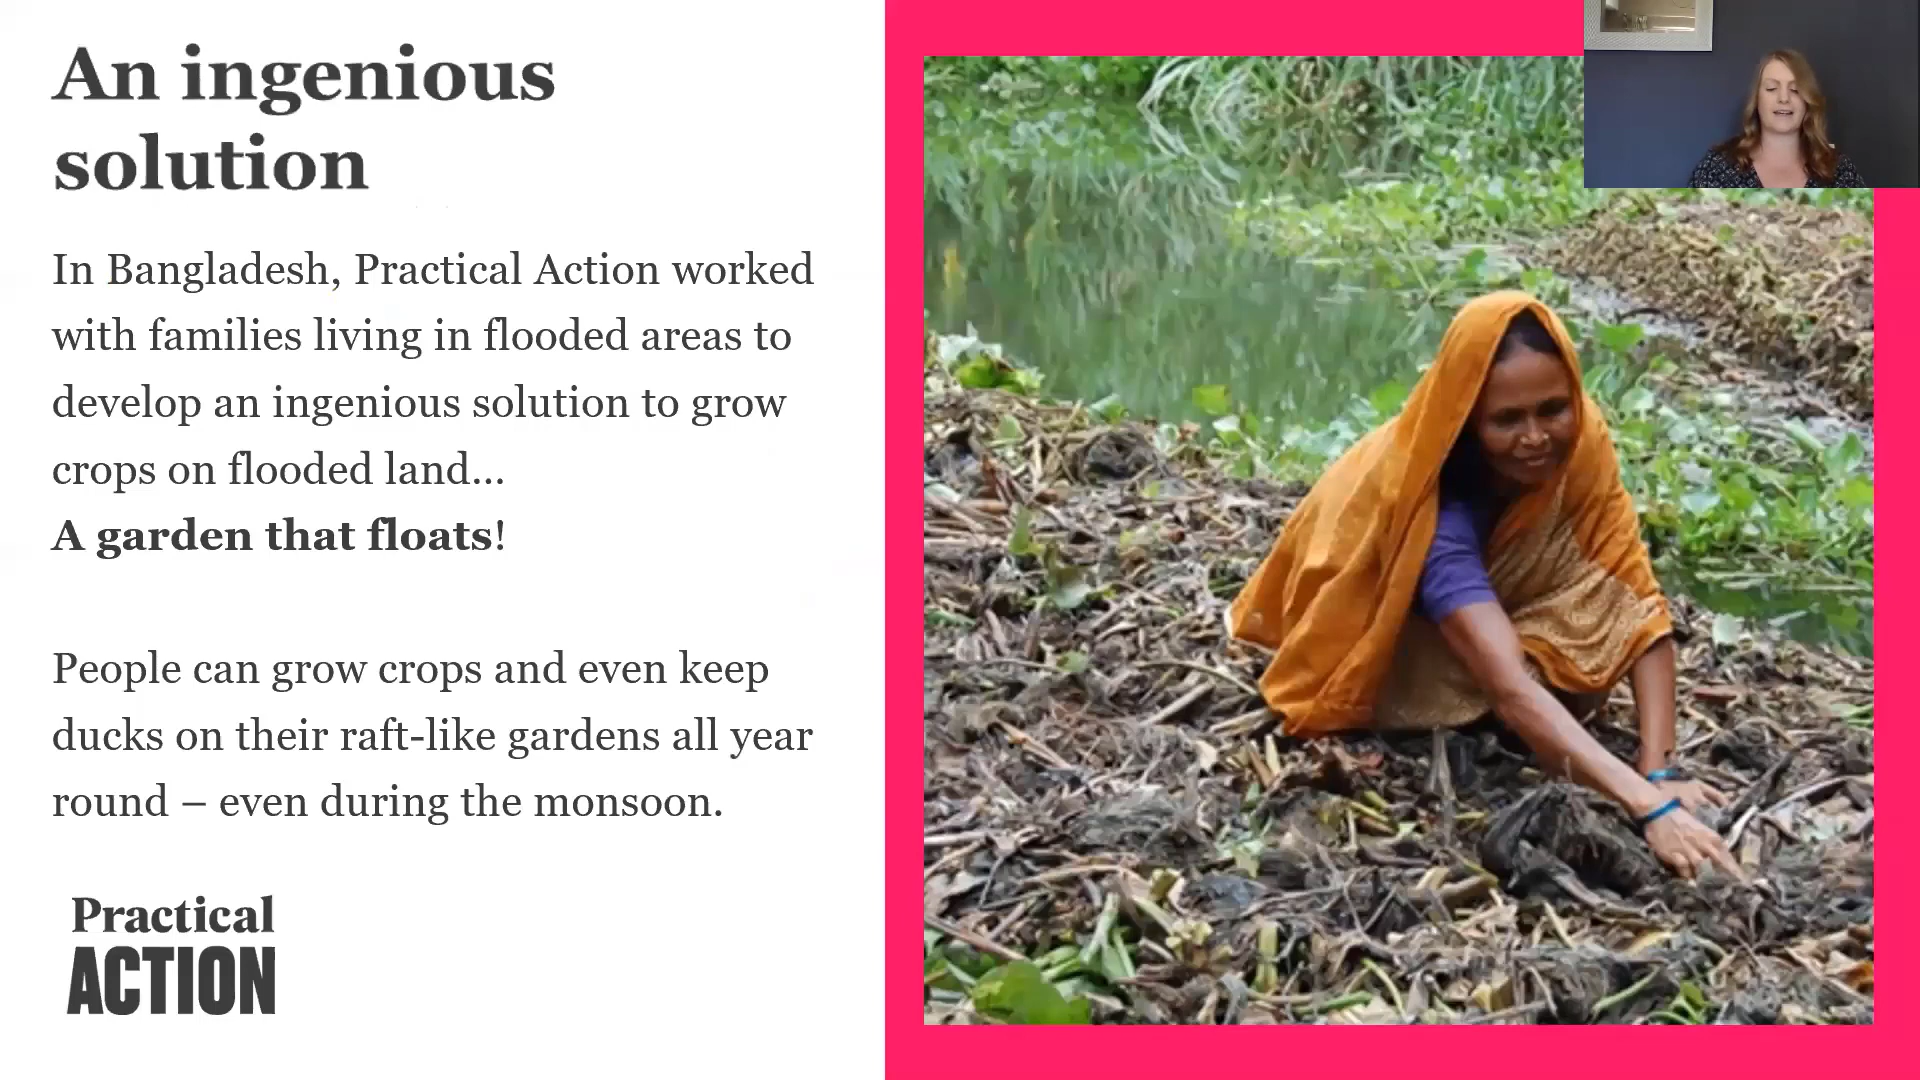 An ingenious
solution
In Bangladesh, Practical Action worked
with families living in flooded areas to
develop an ingenious solution to grow
crops on flooded land...
A garden that floats!
People can grow crops and even keep
ducks on their raft-like gardens all year
round – even during the monsoon.
Practical
ACTION